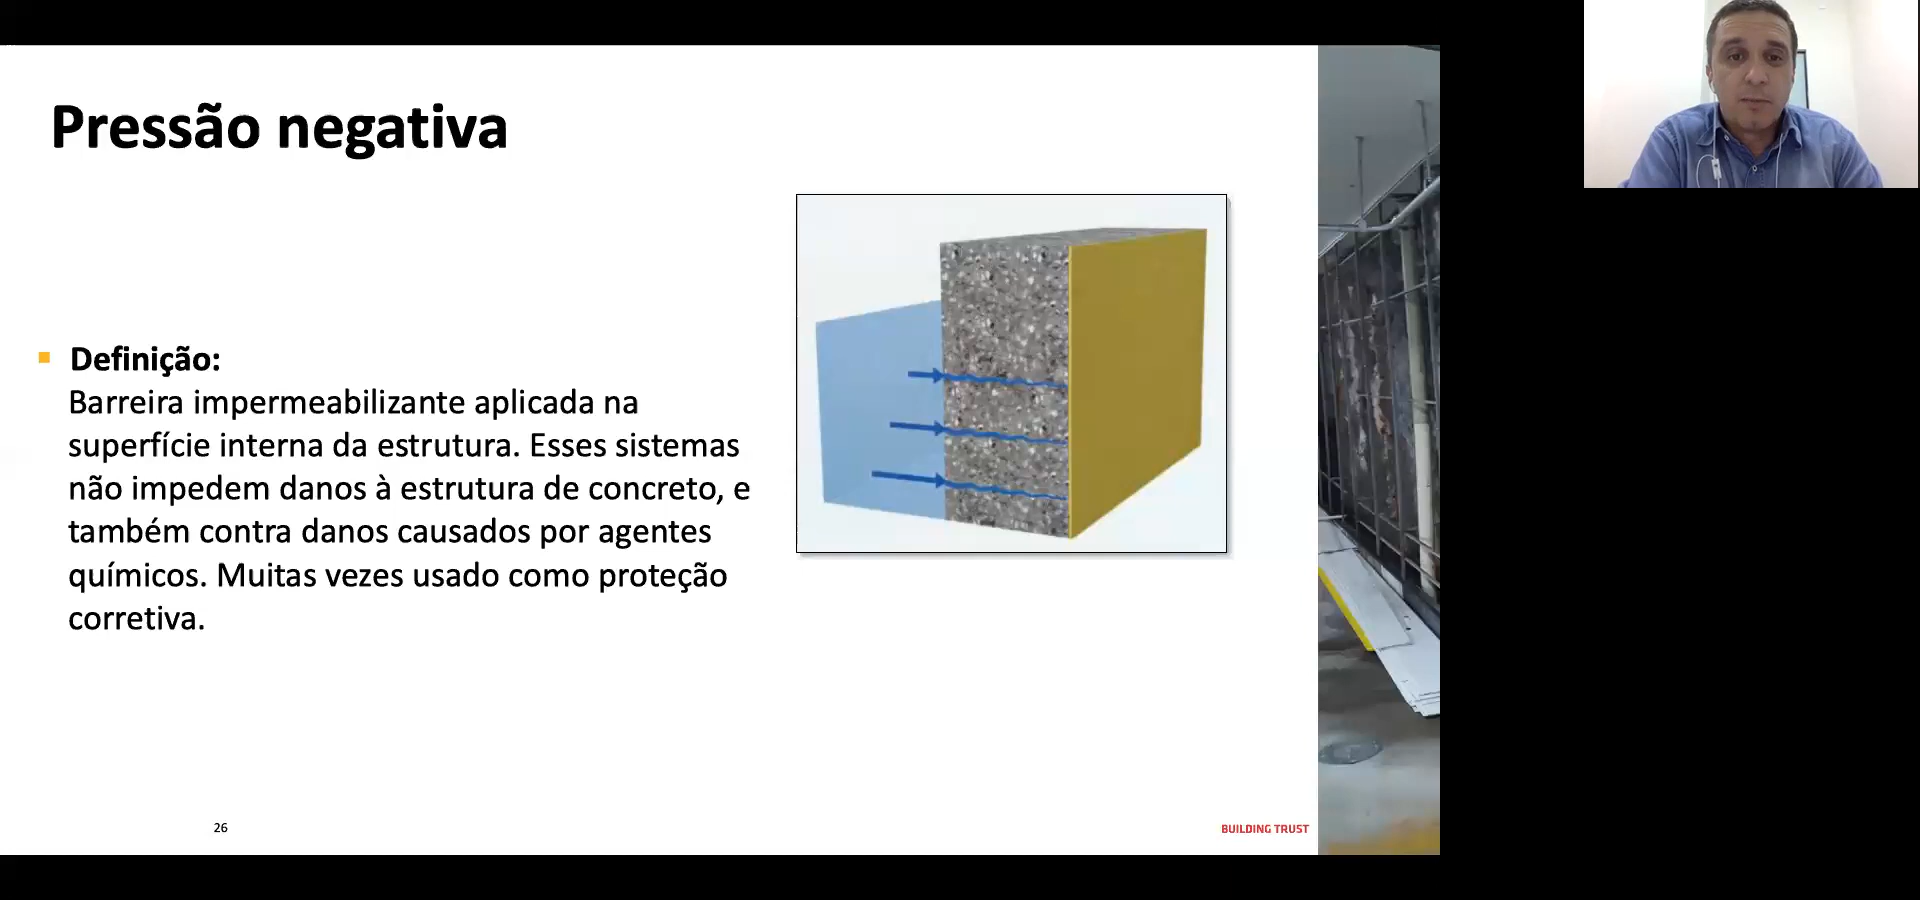 Pressão negativa
Definição:
Barreira impermeabilizante aplicada na
superfície interna da estrutura. Esses sistemas
não impedem danos à estrutura de concreto, e
também contra danos causados por agentes
químicos. Muitas vezes usado como proteção
corretiva.
26
BUILDING TRUST